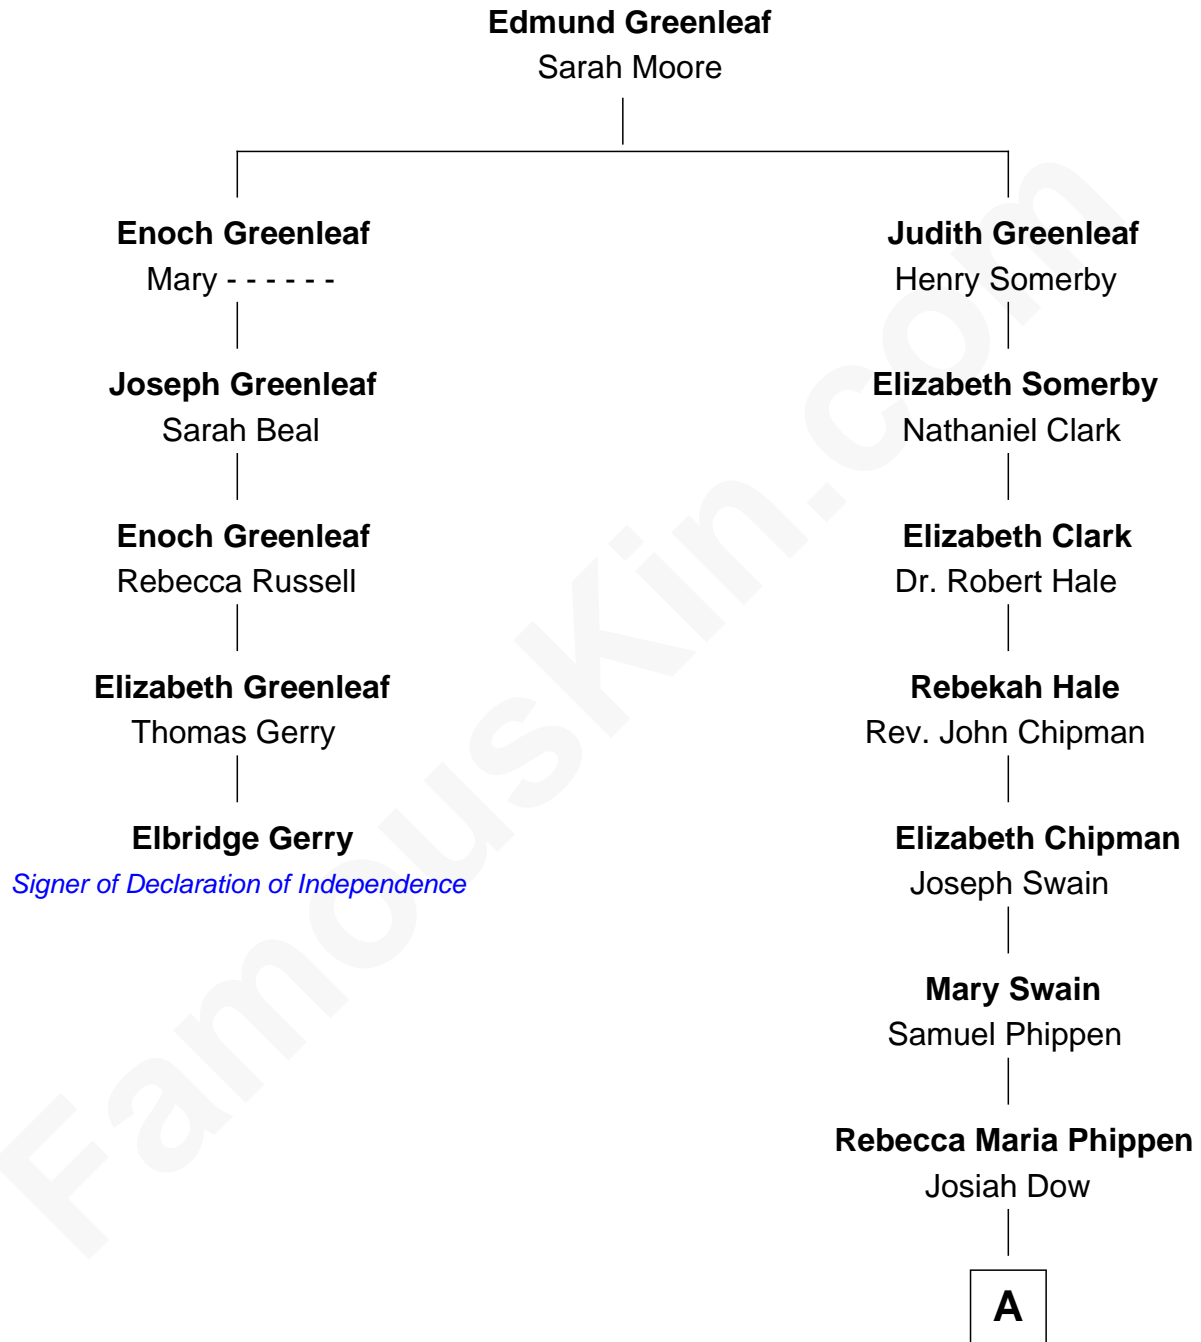 Edmund Greenleaf
Sarah Moore
Enoch Greenleaf
Mary - - - - - -
Joseph Greenleaf
Sarah Beal
Enoch Greenleaf
Rebecca Russell
Elizabeth Greenleaf
Thomas Gerry
Elbridge Gerry
Signer of Declaration of Independence
Judith Greenleaf
Henry Somerby
Elizabeth Somerby
Nathaniel Clark
Elizabeth Clark
Dr. Robert Hale
Rebekah Hale
Rev. John Chipman
Elizabeth Chipman
Joseph Swain
Mary Swain
Samuel Phippen
Rebecca Maria Phippen
Josiah Dow
A
FamousKin.com